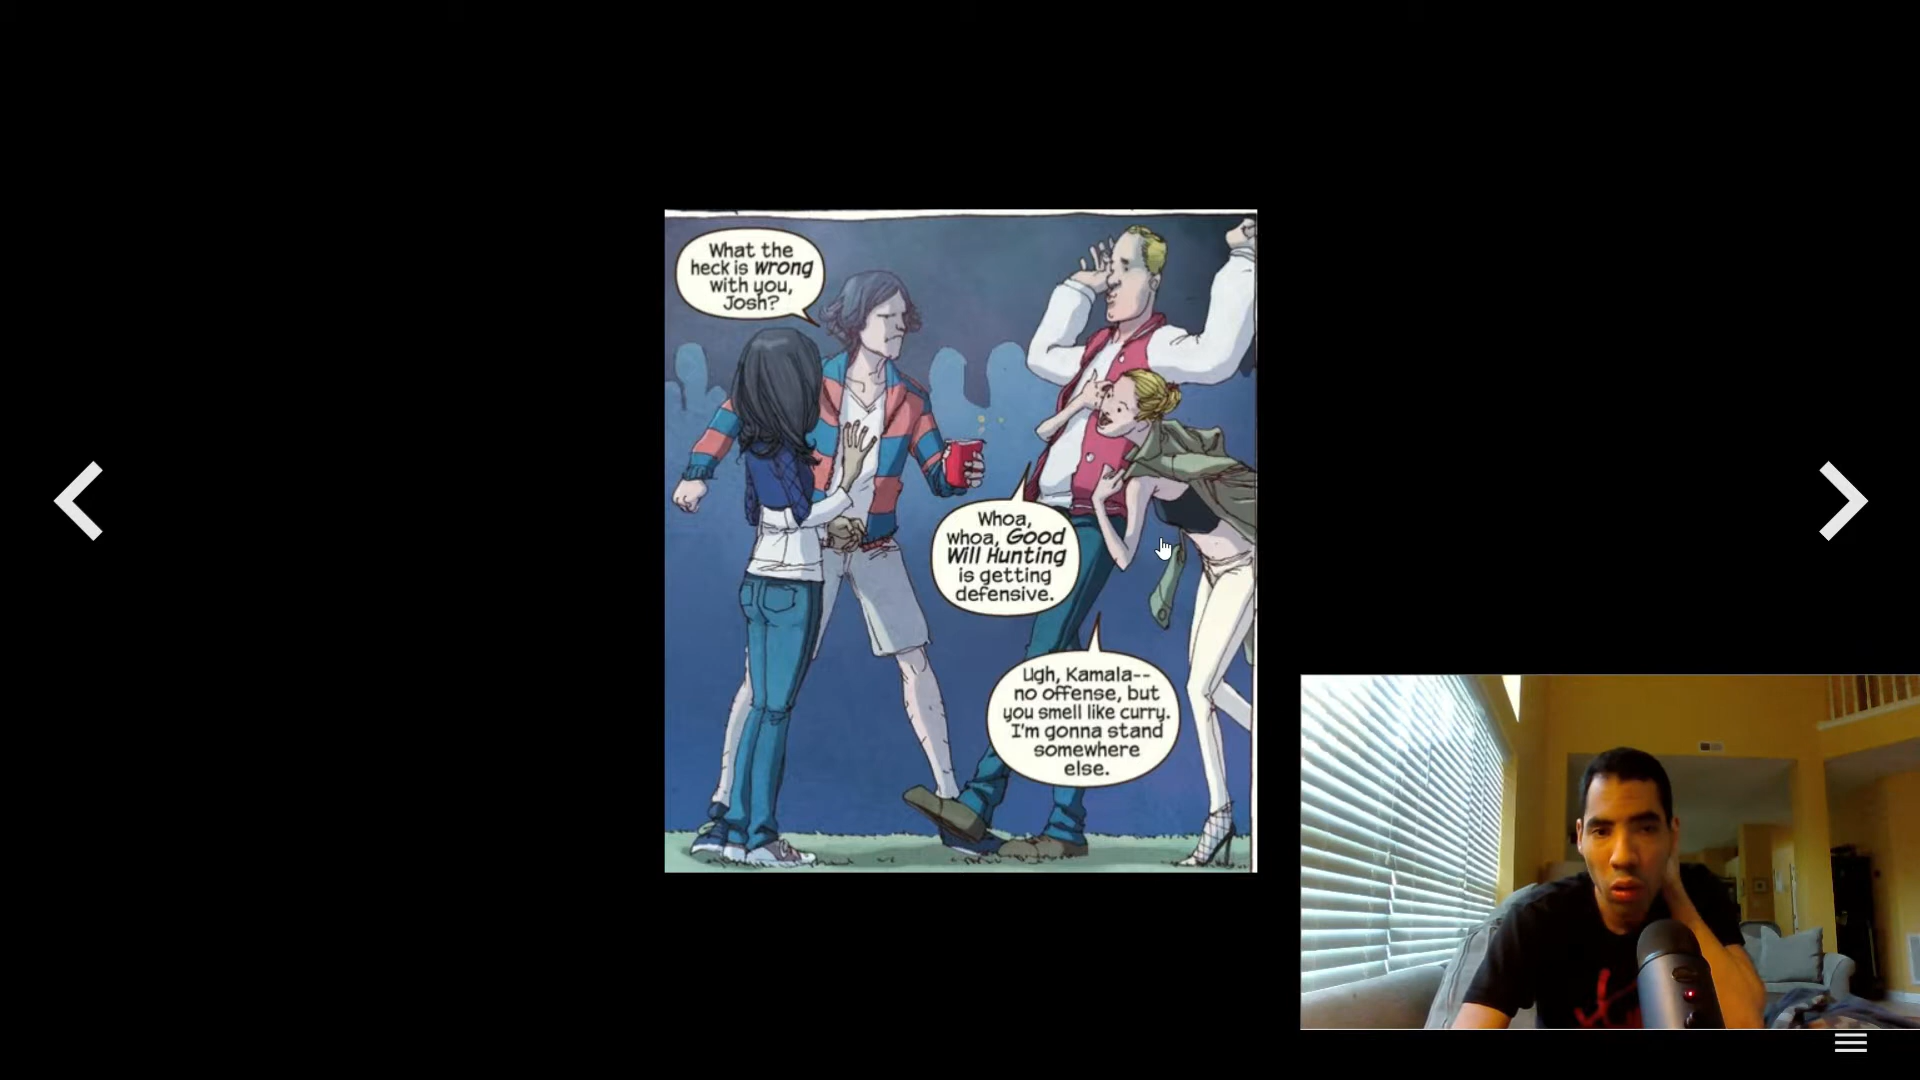 What the
heck is wrong
with you,
Josh?
Whoa,
whoa, Good
Will Hunting
is getting
defensive.
Ugh, Kamala--
no offense, but
you smell like curry.
I'm gonna stand
somewhere
else.